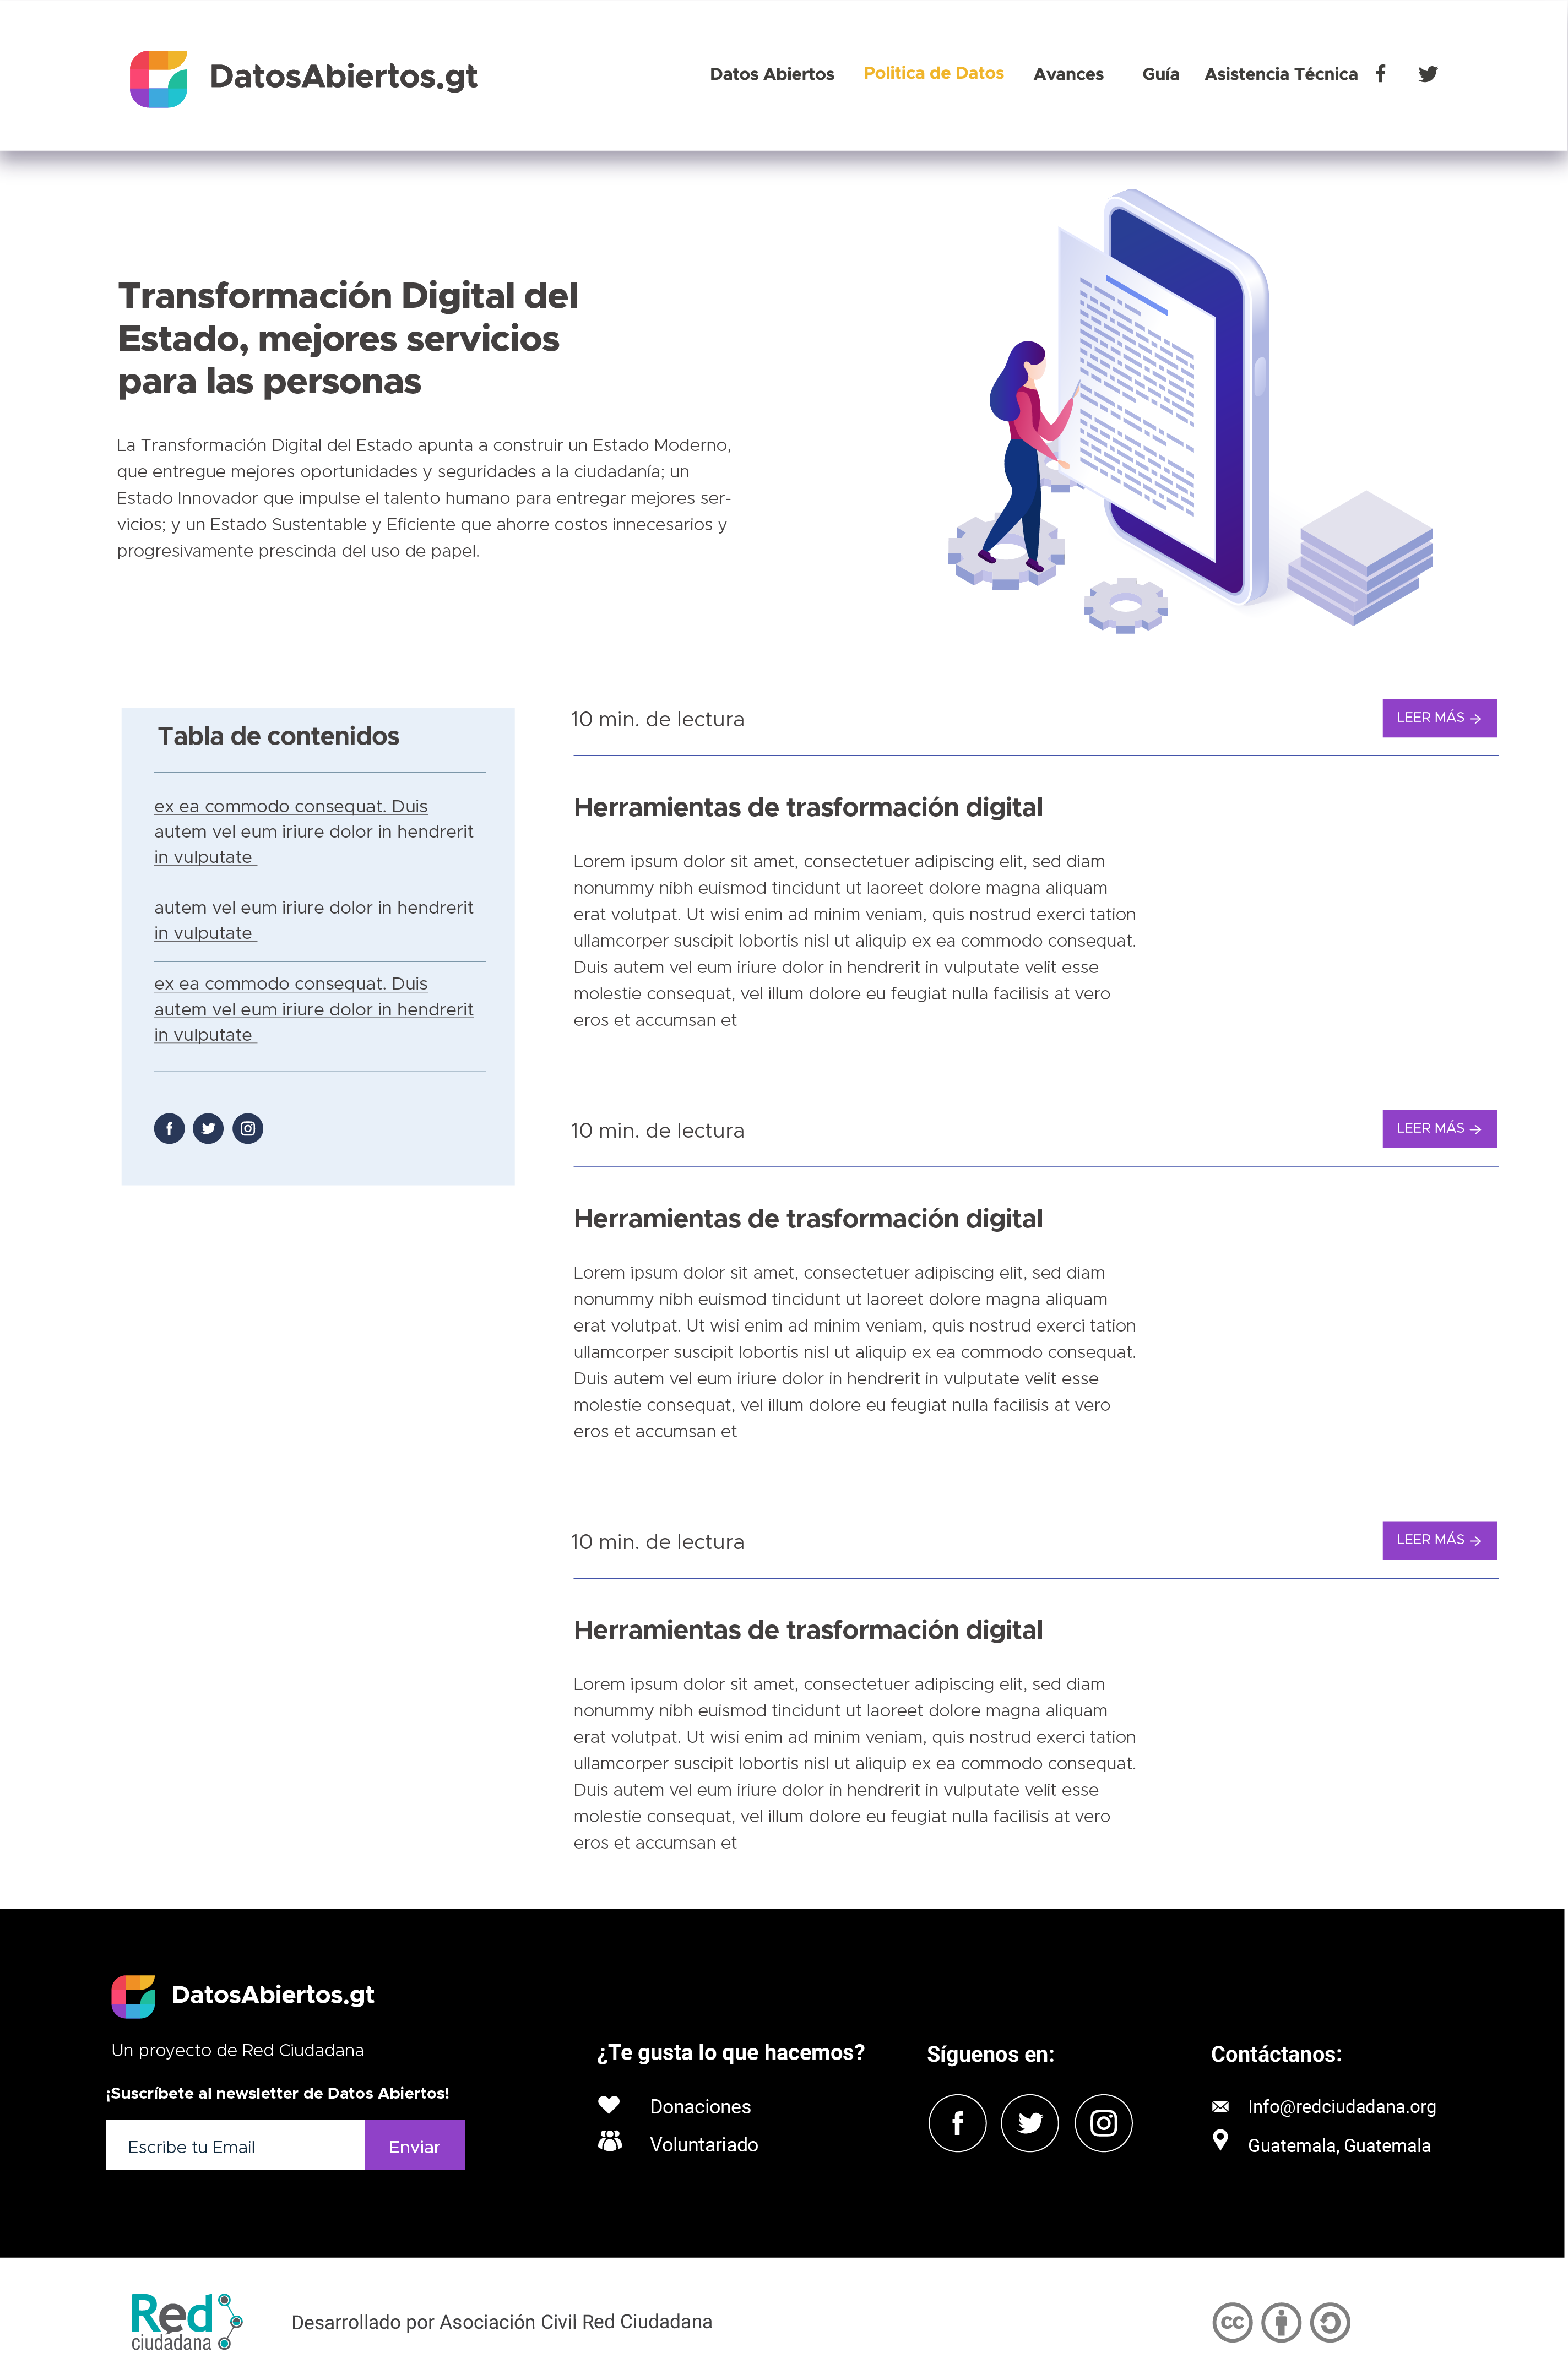 DatosAbiertos.gt
Datos Abiertos Politica de Datos Avances Guía Asistencia Técnica
Transformación Digital del
Estado, mejores servicios
para las personas
La Transformación Digital del Estado apunta a construir un Estado Moderno,
que entregue mejores oportunidades y seguridades a la ciudadanía; un
Estado Innovador que impulse el talento humano para entregar mejores ser-
vicios; y un Estado Sustentable y Eficiente que ahorre costos innecesarios y
progresivamente prescinda del uso de papel.
Tabla de contenidos
ex ea commodo consequat. Duis
autem vel eum iriure dolor in hendrerit
in vulputate
autem vel eum iriure dolor in hendrerit
in vulputate
ex ea commodo consequat. Duis
autem vel eum iriure dolor in hendrerit
in vulputate
10 min. de lectura
LEER MÁS →
Herramientas de trasformación digital
Lorem ipsum dolor sit amet, consectetuer adipiscing elit, sed diam
nonummy nibh euismod tincidunt ut laoreet dolore magna aliquam
erat volutpat. Ut wisi enim ad minim veniam, quis nostrud exerci tation
ullamcorper suscipit lobortis nisl ut aliquip ex ea commodo consequat.
Duis autem vel eum iriure dolor in hendrerit in vulputate velit esse
molestie consequat, vel illum dolore eu feugiat nulla facilisis at vero
eros et accumsan et
10 min. de lectura
LEER MÁS →
Herramientas de trasformación digital
Lorem ipsum dolor sit amet, consectetuer adipiscing elit, sed diam
nonummy nibh euismod tincidunt ut laoreet dolore magna aliquam
erat volutpat. Ut wisi enim ad minim veniam, quis nostrud exerci tation
ullamcorper suscipit lobortis nisl ut aliquip ex ea commodo consequat.
Duis autem vel eum iriure dolor in hendrerit in vulputate velit esse
molestie consequat, vel illum dolore eu feugiat nulla facilisis at vero
eros et accumsan et
10 min. de lectura
LEER MÁS →
Herramientas de trasformación digital
Lorem ipsum dolor sit amet, consectetuer adipiscing elit, sed diam
nonummy nibh euismod tincidunt ut laoreet dolore magna aliquam
erat volutpat. Ut wisi enim ad minim veniam, quis nostrud exerci tation
ullamcorper suscipit lobortis nisl ut aliquip ex ea commodo consequat.
Duis autem vel eum iriure dolor in hendrerit in vulputate velit esse
molestie consequat, vel illum dolore eu feugiat nulla facilisis at vero
eros et accumsan et
DatosAbiertos.gt
Un proyecto de Red Ciudadana
¡Suscríbete al newsletter de Datos Abiertos!
Escribe tu Email
Enviar
¿Te gusta lo que hacemos?
Donaciones
Voluntariado
Síguenos en:
Contáctanos:
Info@redciudadana.org
Guatemala, Guatemala
Red
ciudadana
Desarrollado por Asociación Civil Red Ciudadana
cc